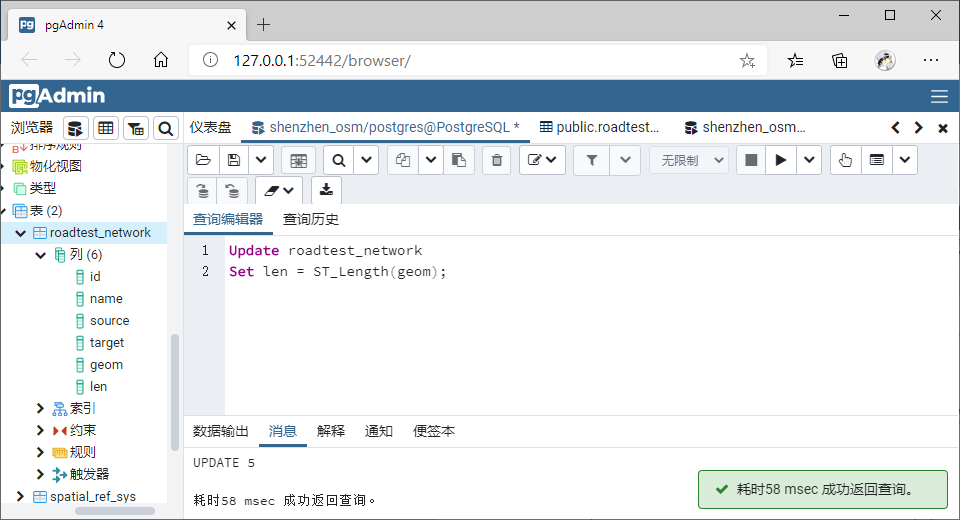 pgAdmin 4
127.0.0.1:52442/browser/
pgAdmin
浏览器
仪表盘
shenzhen_osm/postgres@PostgreSQL *
public.roadtest...
shenzhen_osm...
排序规则
物化视图
类型
表 (2)
roadtest_network
列 (6)
id
name
source
target
geom
len
索引
约束
规则
触发器
spatial_ref_sys
无限制
查询编辑器
查询历史
1 Update roadtest_network
2 Set len = ST_Length(geom);
数据输出
消息
解释
通知
便签本
UPDATE 5
耗时58 msec 成功返回查询。
耗时58 msec 成功返回查询。